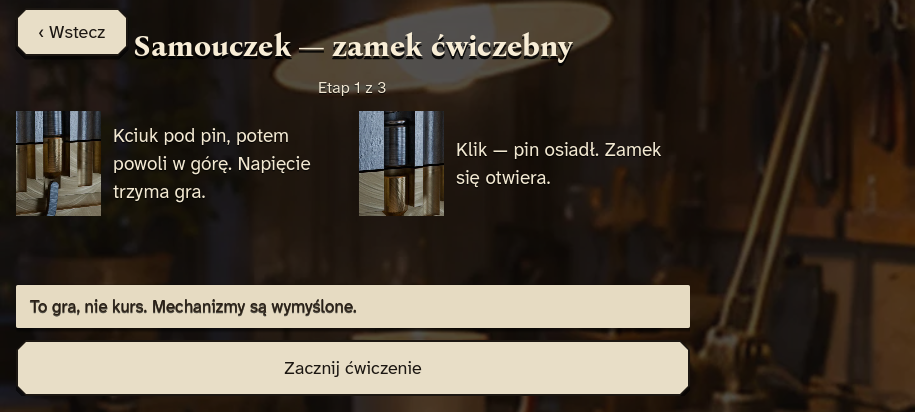 ‹ Wstecz
Samouczek — zamek ćwiczebny
Etap 1 z 3
Kciuk pod pin, potem
powoli w górę. Napięcie
trzyma gra.
Klik — pin osiadł. Zamek
się otwiera.
To gra, nie kurs. Mechanizmy są wymyślone.
Zacznij ćwiczenie